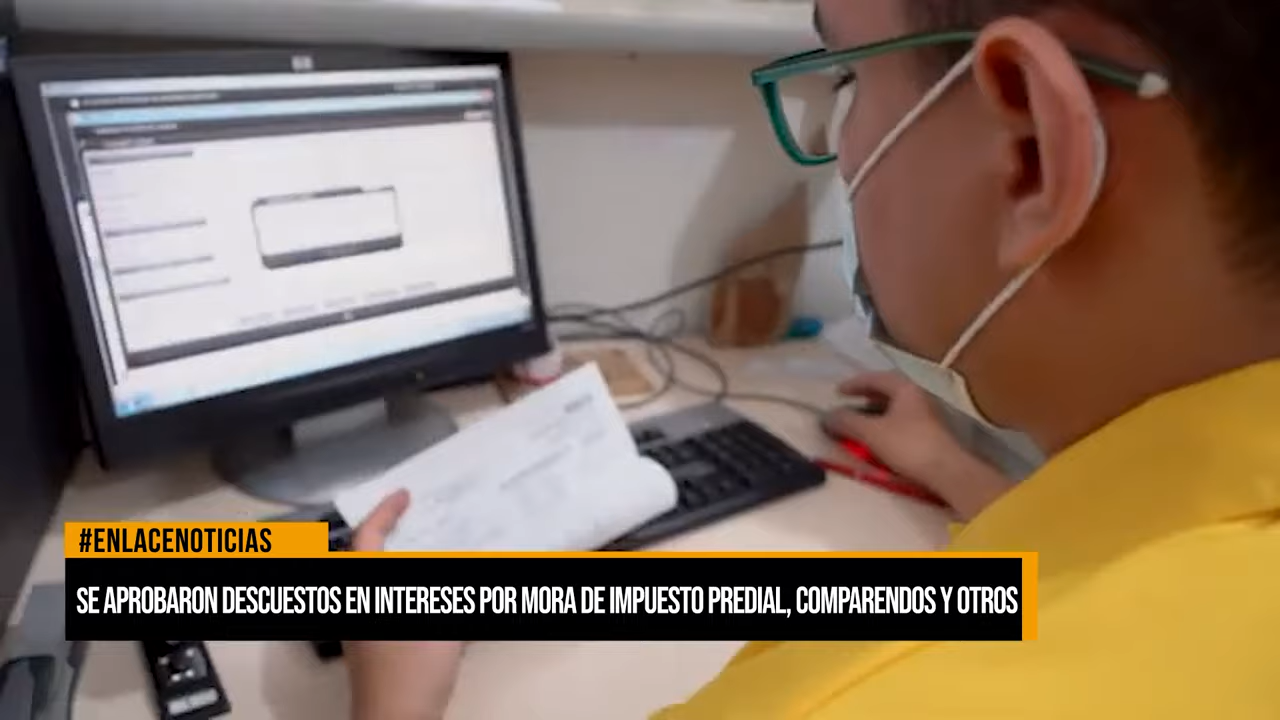 #ENLACENOTICIAS
SE APROBARON DESCUESTOS EN INTERESES POR MORA DE IMPUESTO PREDIAL, COMPARENDOS Y OTROS